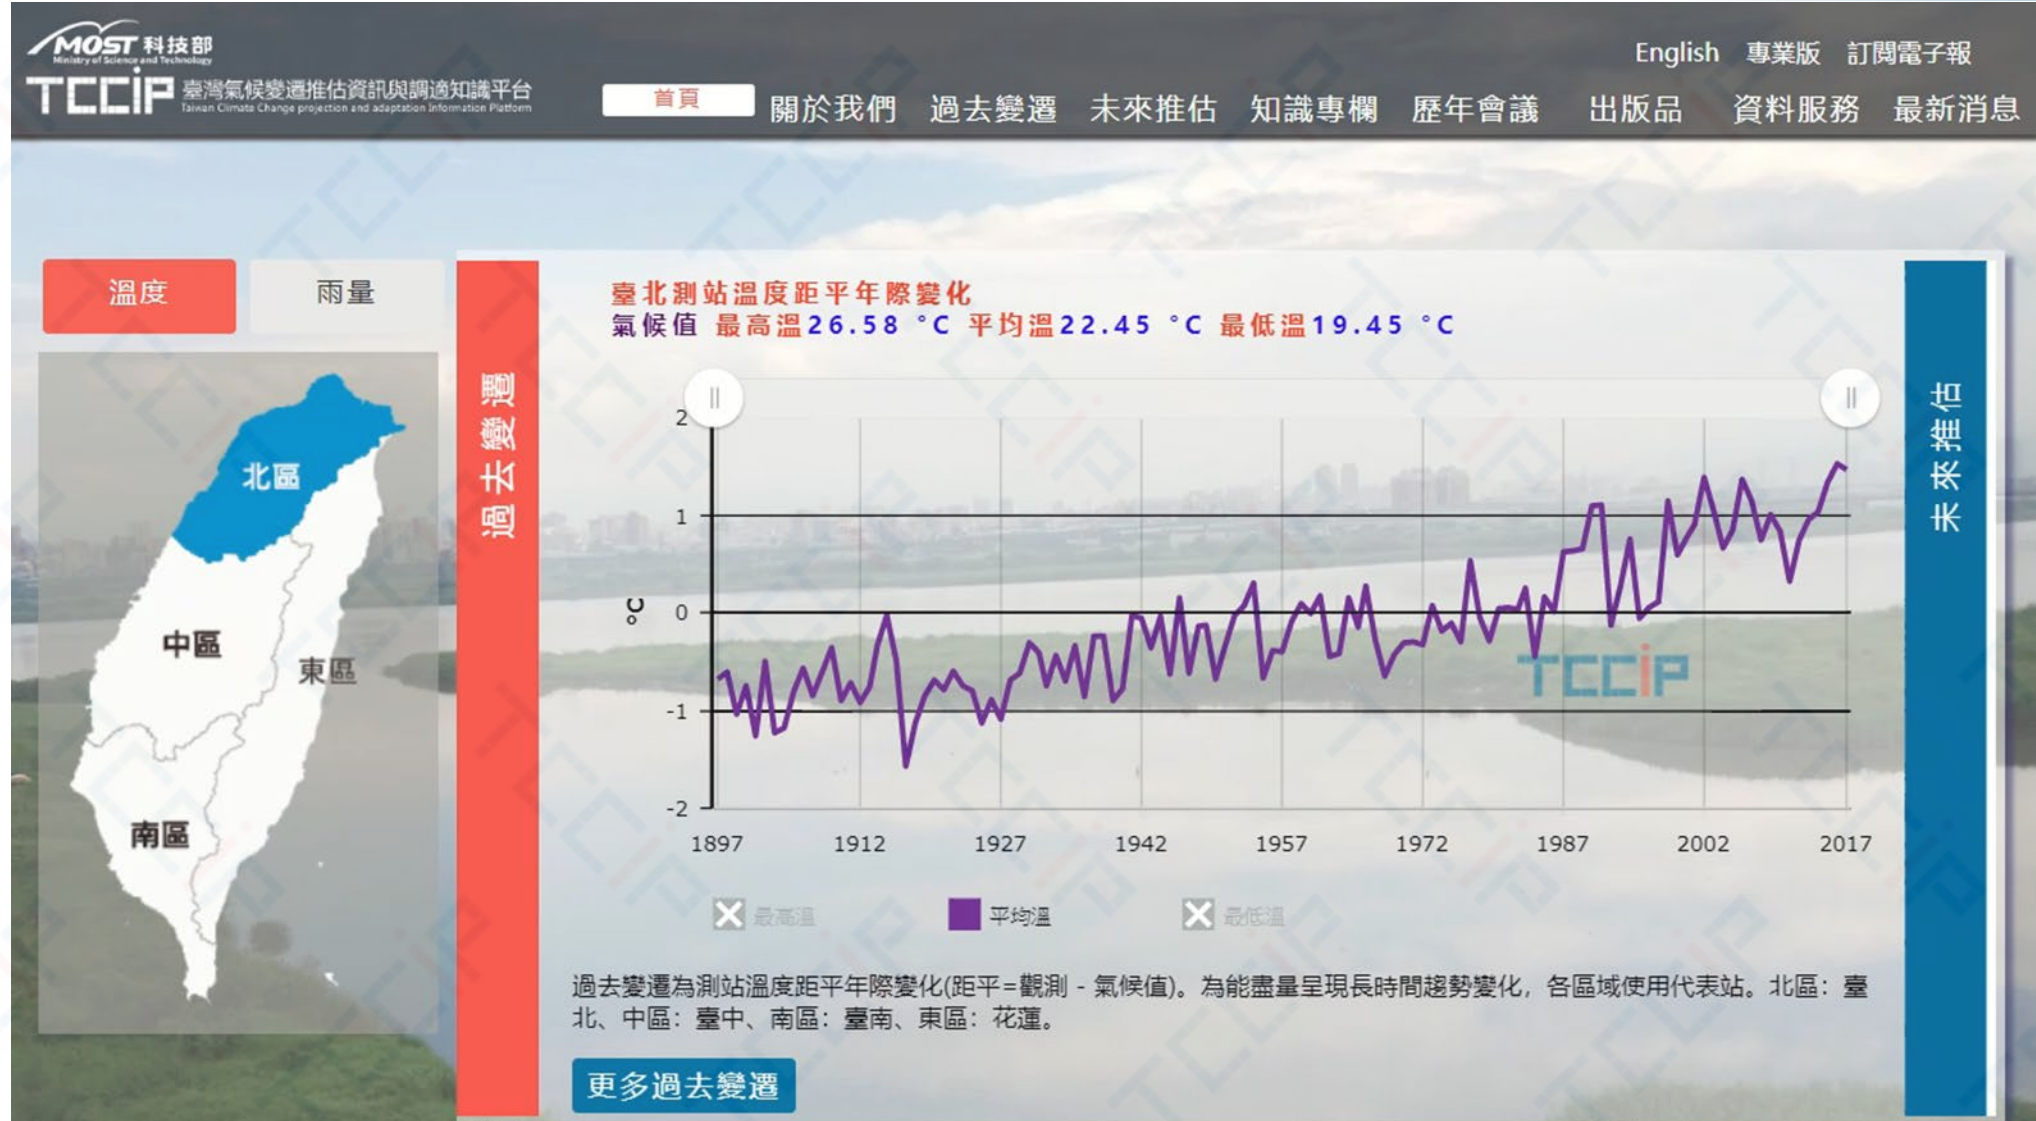 MOST 科技部
Ministry of Science and Technology
TCCIP 臺灣氣候變遷推估資訊與調適知識平台
Taiwan Climate Change projection and adaptation Information Platform
English 專業版 訂閱電子報
首頁 關於我們 過去變遷 未來推估 知識專欄 歷年會議 出版品 資料服務 最新消息
溫度 雨量
北區
中區
東區
南區
過去變遷
臺北測站溫度距平年際變化
氣候值 最高溫26.58 °C 平均溫22.45 °C 最低溫19.45 °C
°C
2
1
0
-1
-2
TCCIP
1897 1912 1927 1942 1957 1972 1987 2002 2017
最高溫 平均溫 最低溫
過去變遷為測站溫度距平年際變化(距平=觀測 - 氣候值)。為能盡量呈現長時間趨勢變化，各區域使用代表站。北區：臺
北、中區：臺中、南區：臺南、東區：花蓮。
更多過去變遷
未來推估